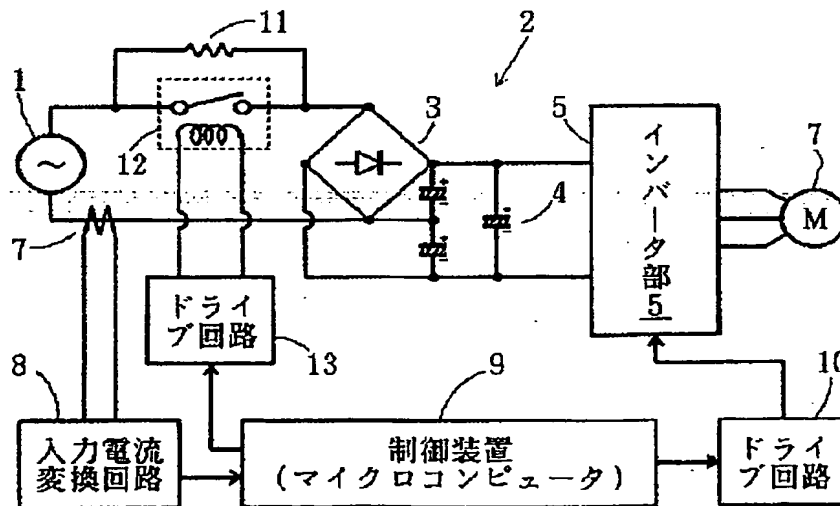 11
2
1
12
3
5
7
インバータ部
5
M
4
7
ドライ
ブ回路
13
8
9
10
入力電流
変換回路
制御装置
(マイクロコンピュータ)
ドライ
ブ回路